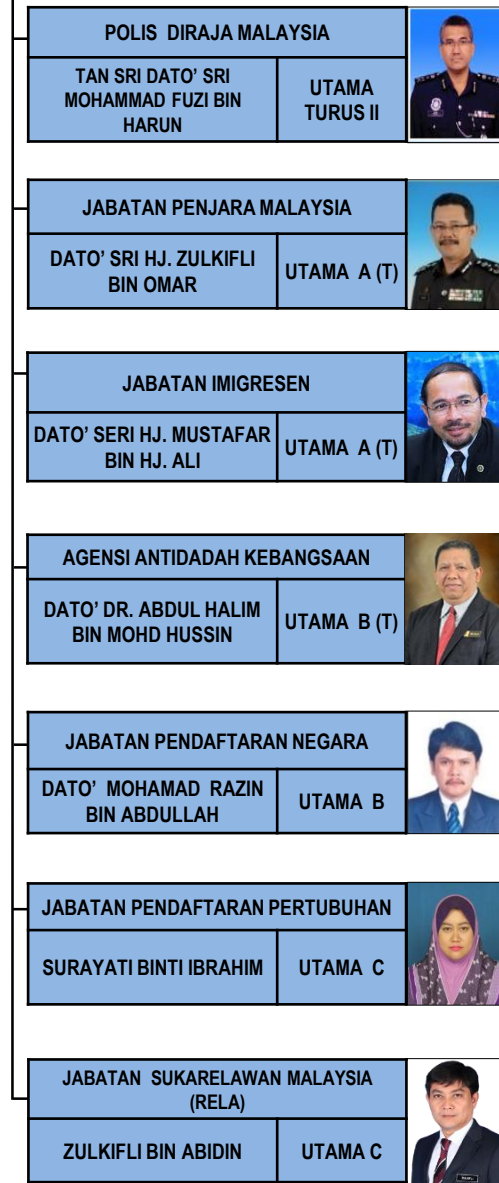 POLIS DIRAJA MALAYSIA
TAN SRI DATO' SRI
MOHAMMAD FUZI BIN
HARUN
UTAMA
TURUS II
JABATAN PENJARA MALAYSIA
DATO' SRI HJ. ZULKIFLI
BIN OMAR
UTAMA A (T)
JABATAN IMIGRESEN
DATO' SERI HJ. MUSTAFAR
BIN HJ. ALI
UTAMA A (T)
AGENSI ANTIDADAH KEBANGSAAN
DATO' DR. ABDUL HALIM
BIN MOHD HUSSIN
UTAMA B (T)
JABATAN PENDAFTARAN NEGARA
DATO' MOHAMAD RAZIN
BIN ABDULLAH
UTAMA B
JABATAN PENDAFTARAN PERTUBUHAN
SURAYATI BINTI IBRAHIM
UTAMA C
JABATAN SUKARELAWAN MALAYSIA
(RELA)
ZULKIFLI BIN ABIDIN
UTAMA C